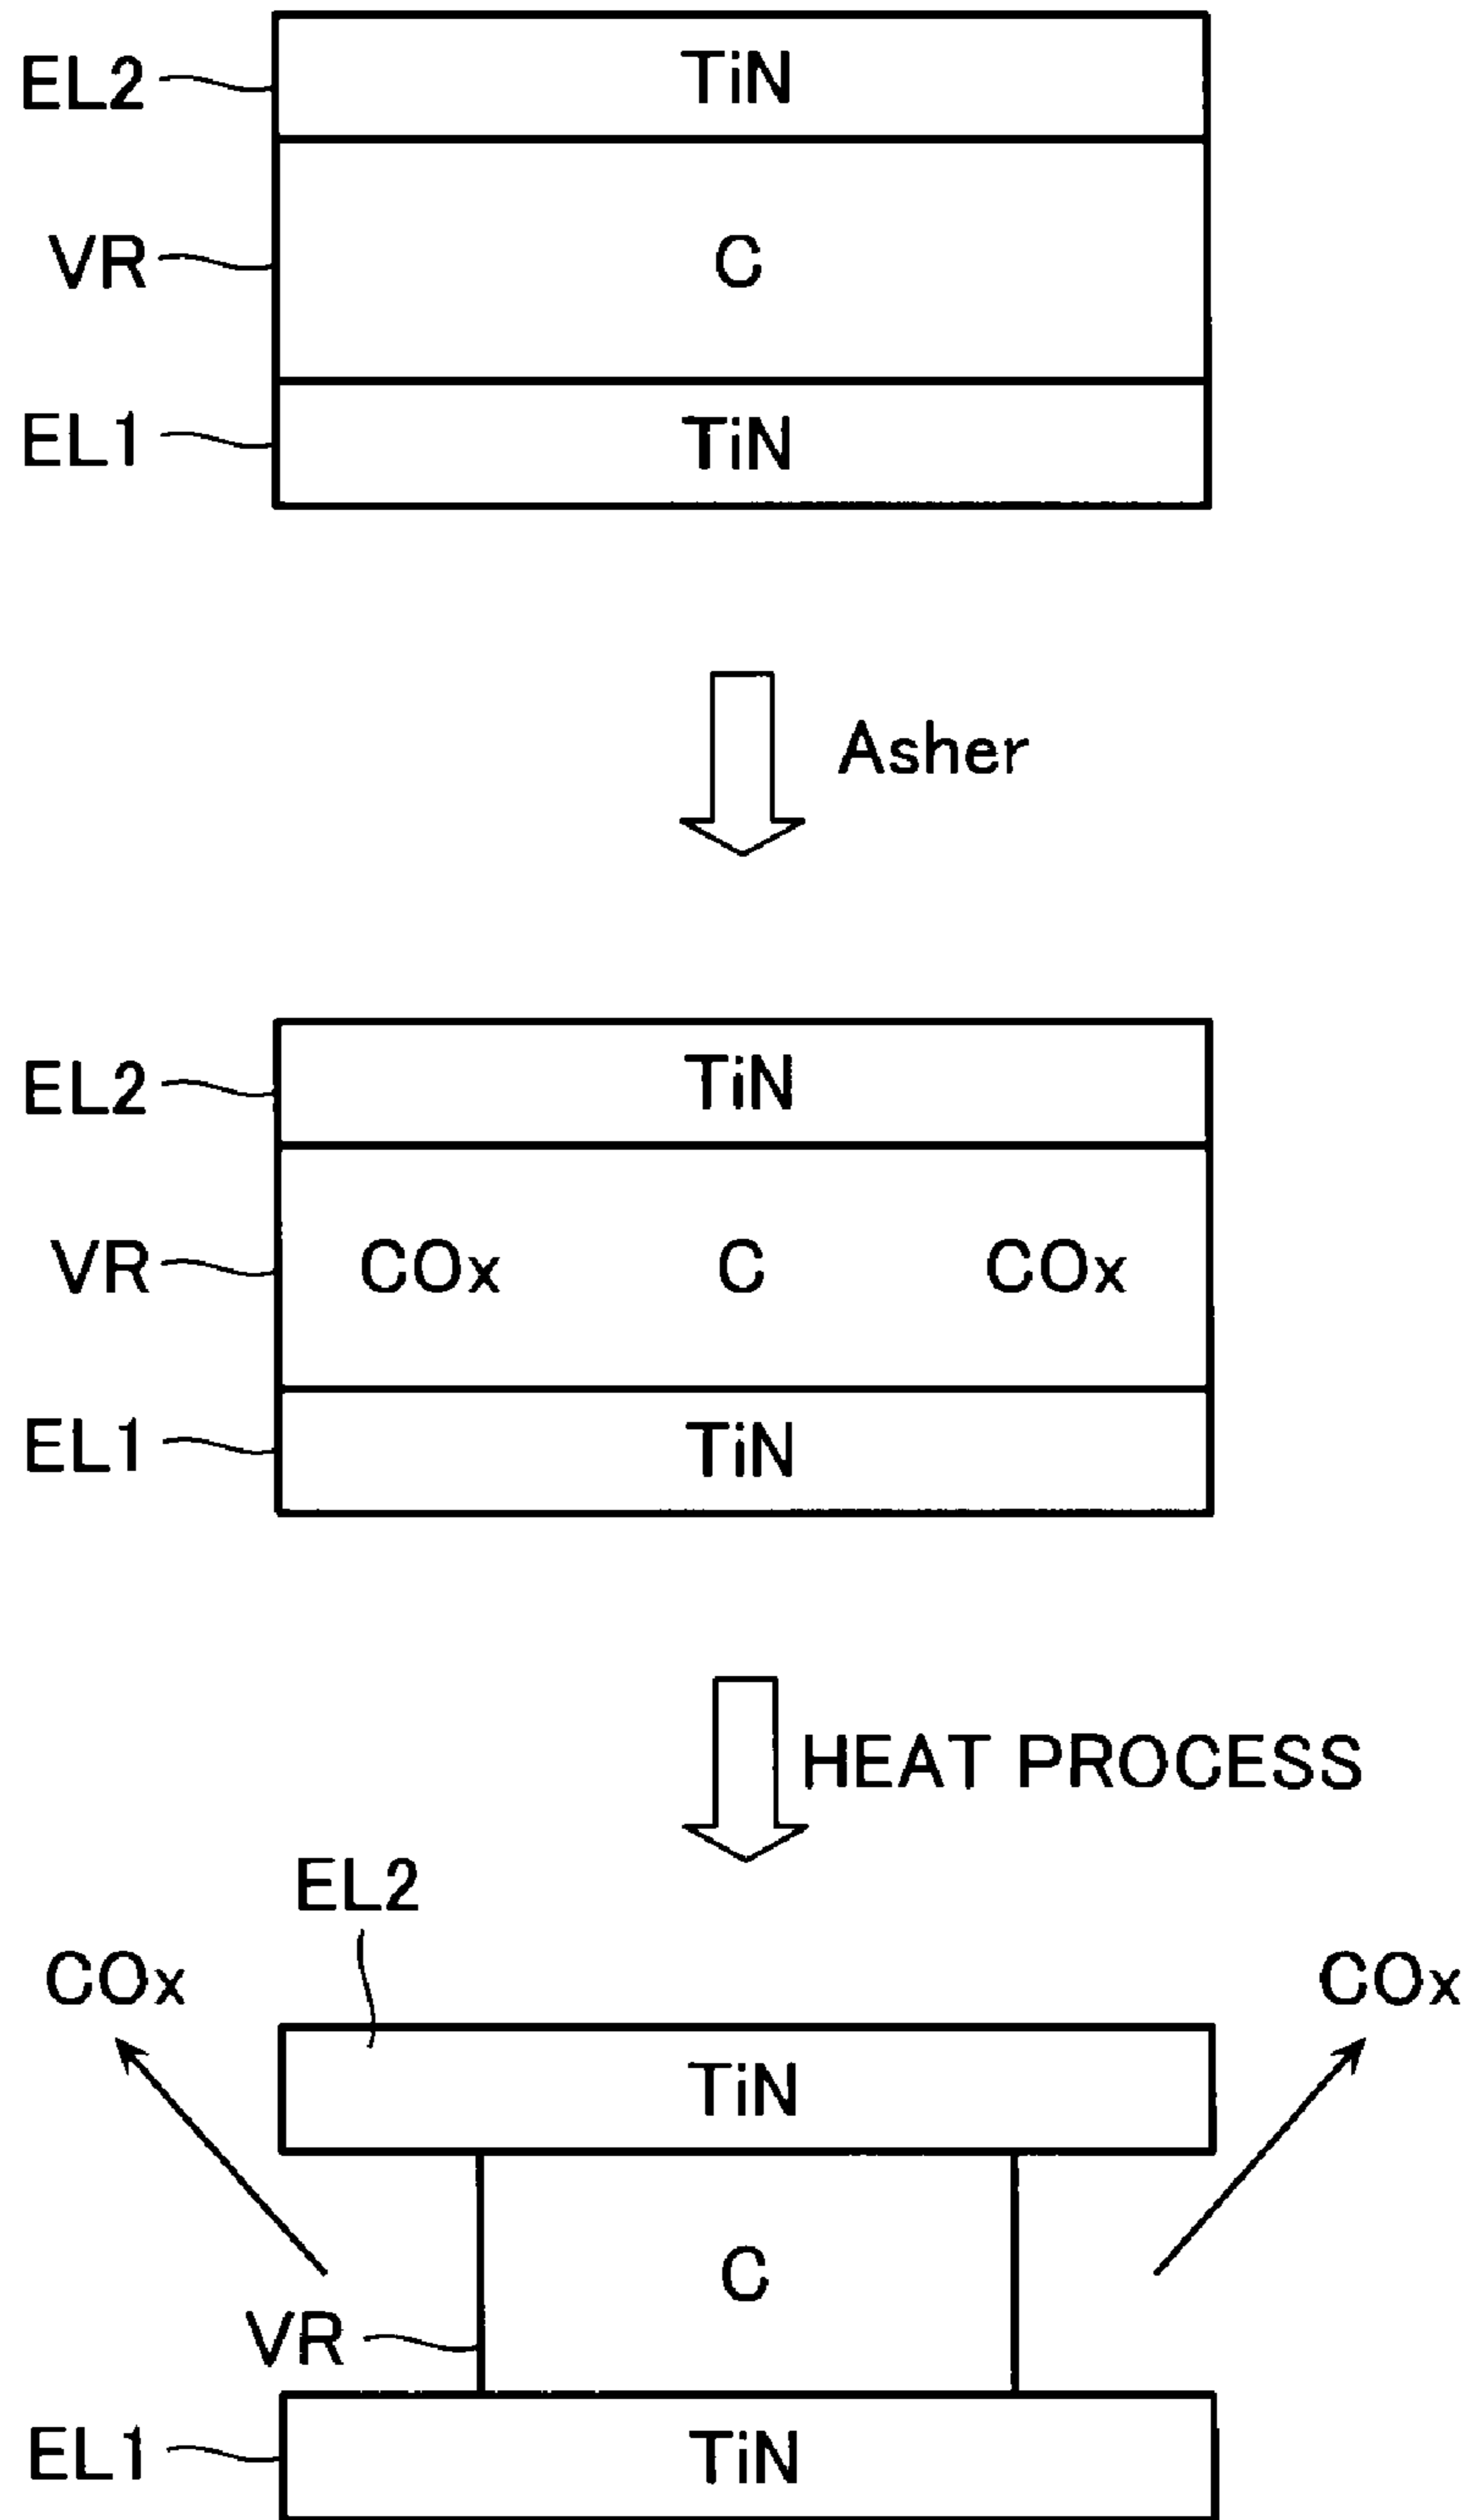 EL2 TiN
VR C
EL1 TiN
Asher
EL2 TiN
VR COx C COx
EL1 TiN
HEAT PROCESS
EL2
COx COx
TiN
C
VR
EL1 TiN